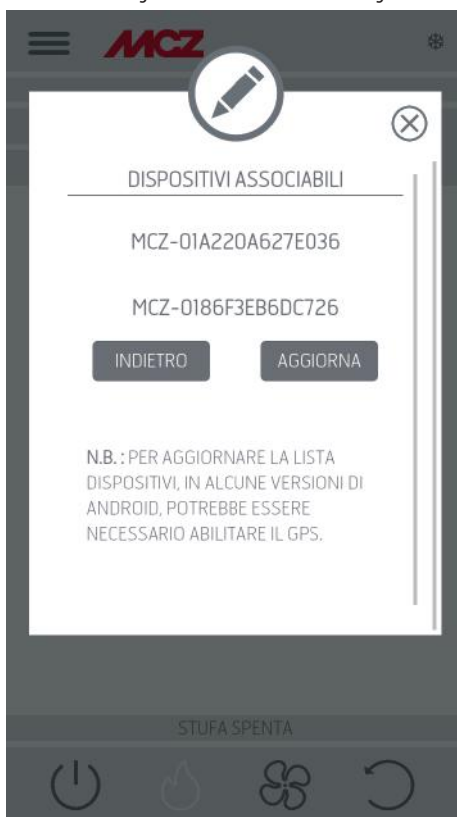 MCZ
DISPOSITIVI ASSOCIABILI
MCZ-01A220A627E036
MCZ-0186F3EB6DC726
INDIETRO
AGGIORNA
N.B. : PER AGGIORNARE LA LISTA
DISPOSITIVI, IN ALCUNE VERSIONI DI
ANDROID, POTREBBE ESSERE
NECESSARIO ABILITARE IL GPS.
STUFA SPENTA